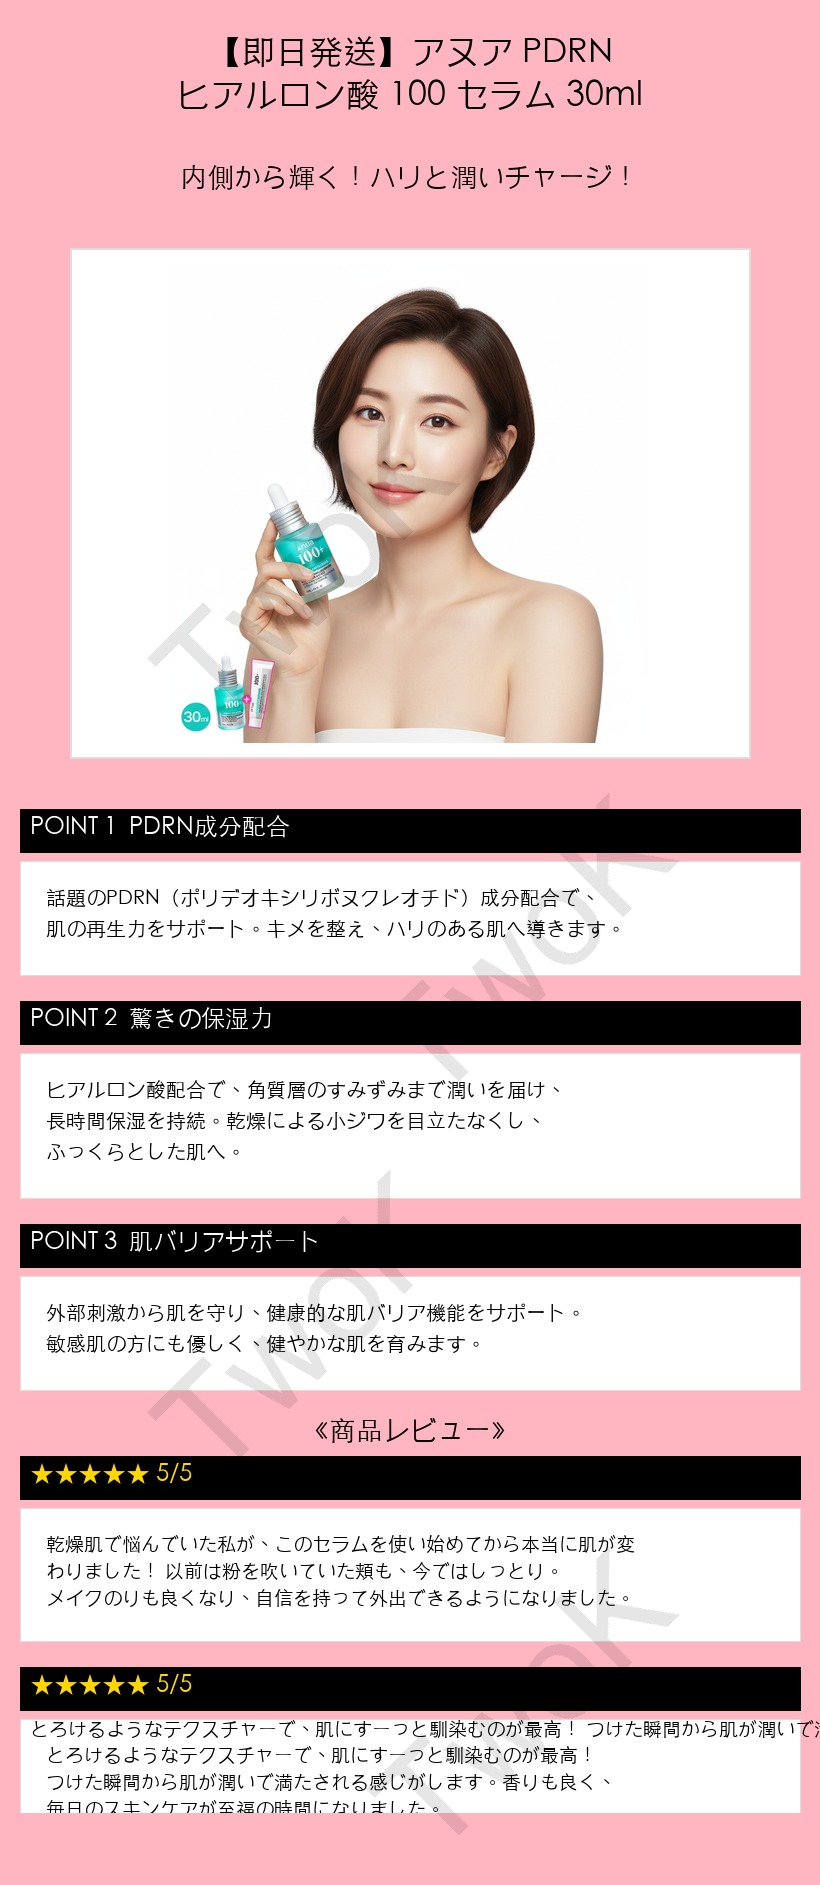 【即日発送】アヌア PDRN
ヒアルロン酸 100 セラム 30ml
内側から輝く！ハリと潤いチャージ！
100+
30ml
100
+
TwoK
POINT 1 PDRN成分配合
話題のPDRN（ポリデオキシリボヌクレオチド）成分配合で、
肌の再生力をサポート。キメを整え、ハリのある肌へ導きます。
TwoK
POINT 2 驚きの保湿力
ヒアルロン酸配合で、角質層のすみずみまで潤いを届け、
長時間保湿を持続。乾燥による小ジワを目立たなくし、
ふっくらとした肌へ。
POINT 3 肌バリアサポート
外部刺激から肌を守り、健康的な肌バリア機能をサポート。
敏感肌の方にも優しく、健やかな肌を育みます。
TwoK
《商品レビュー》
★★★★★ 5/5
乾燥肌で悩んでいた私が、このセラムを使い始めてから本当に肌が変
わりました！ 以前は粉を吹いていた頬も、今ではしっとり。
メイクのりも良くなり、自信を持って外出できるようになりました。
★★★★★ 5/5
とろけるようなテクスチャーで、肌にすーっと馴染むのが最高！ つけた瞬間から肌が潤いで
とろけるようなテクスチャーで、肌にすーっと馴染むのが最高！
つけた瞬間から肌が潤いで満たされる感じがします。香りも良く、
毎日のスキンケアが至福の時間になりました。
TwoK